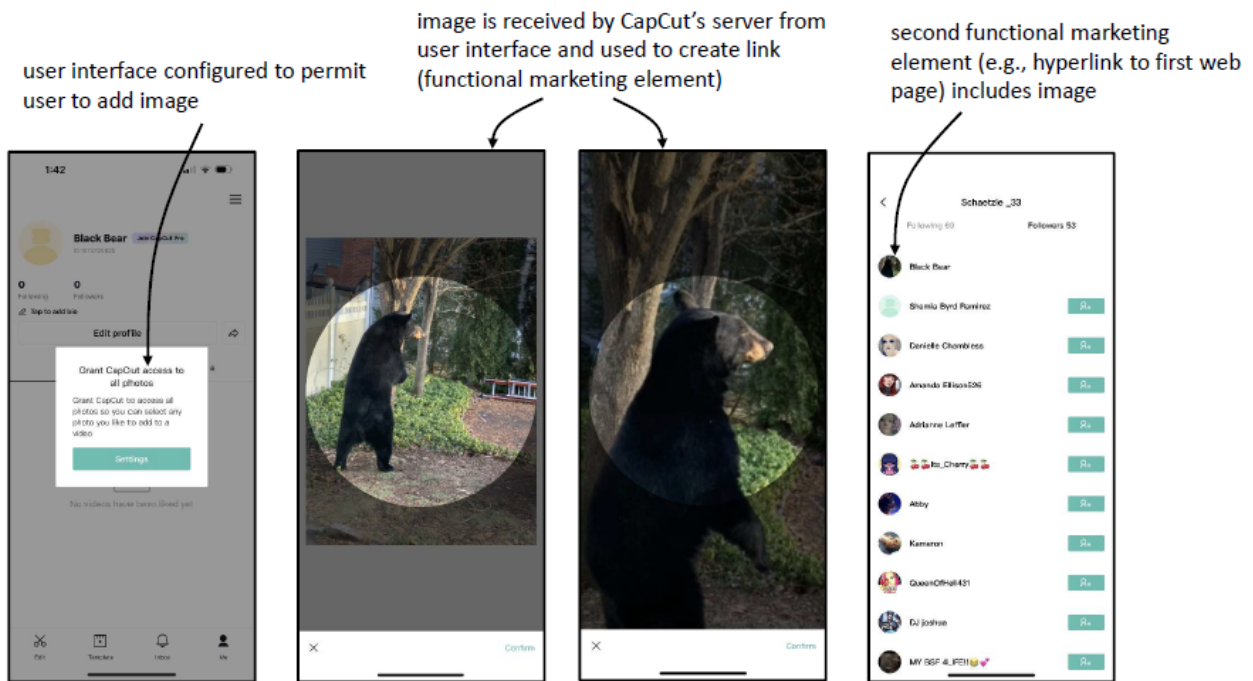 image is received by CapCut's server from
user interface and used to create link
(functional marketing element)
second functional marketing
element (e.g., hyperlink to first web
page) includes image
user interface configured to permit
user to add image
1:42
Black Bear Join CapCut Pro
0 0
Following Followers
Tap to add bio
Edit profile
Grant CapCut access to
all photos
Grant CapCut to access all
photos so you can select any
photo you like to add to a
video
Settings
No videos have been liked yet
Edit Template Inbox Me
Confirm
Confirm
Schaetzle _33
Following 69 Followers 53
Black Bear
Shemia Byrd Ramirez
Danielle Chambless
Amanda Ellison526
Adrianne Leffler
🍒🍒Its_Cherry🍒🍒
Abby
Kameron
QueenOfHell431
DJ joshua
MY BSF 4LIFE!!😭💕